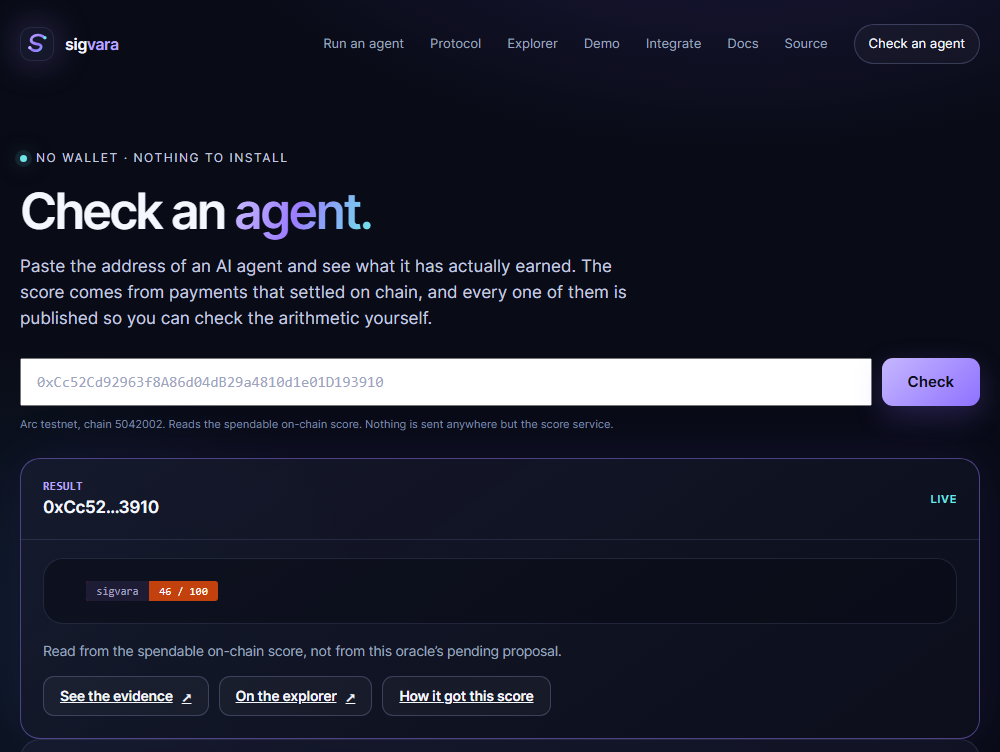 sigvara
Run an agent
Protocol
Explorer
Demo
Integrate
Docs
Source
Check an agent
NO WALLET · NOTHING TO INSTALL
Check an agent.
Paste the address of an AI agent and see what it has actually earned. The
score comes from payments that settled on chain, and every one of them is
published so you can check the arithmetic yourself.
0xCc52Cd92963f8A86d04dB29a4810d1e01D193910
Check
Arc testnet, chain 5042002. Reads the spendable on-chain score. Nothing is sent anywhere but the score service.
RESULT
0xCc52…3910
LIVE
sigvara 46 / 100
Read from the spendable on-chain score, not from this oracle’s pending proposal.
See the evidence ↗
On the explorer ↗
How it got this score